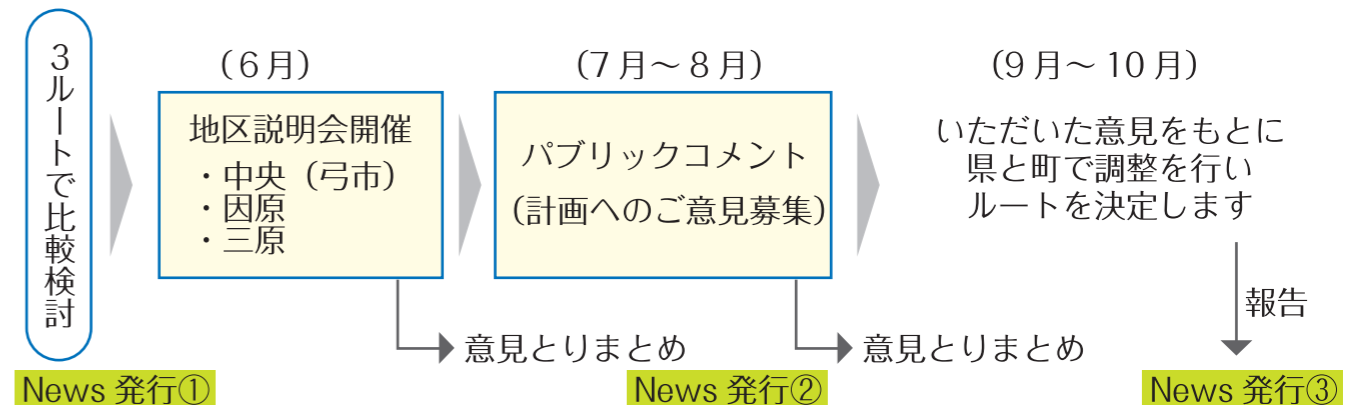 3ルートで比較検討
(6月)
地区説明会開催
・中央（弓市）
・因原
・三原
(7月～8月)
パブリックコメント
(計画へのご意見募集)
(9月～10月)
いただいた意見をもとに
県と町で調整を行い
ルートを決定します
報告
意見とりまとめ
意見とりまとめ
News 発行①
News 発行②
News 発行③